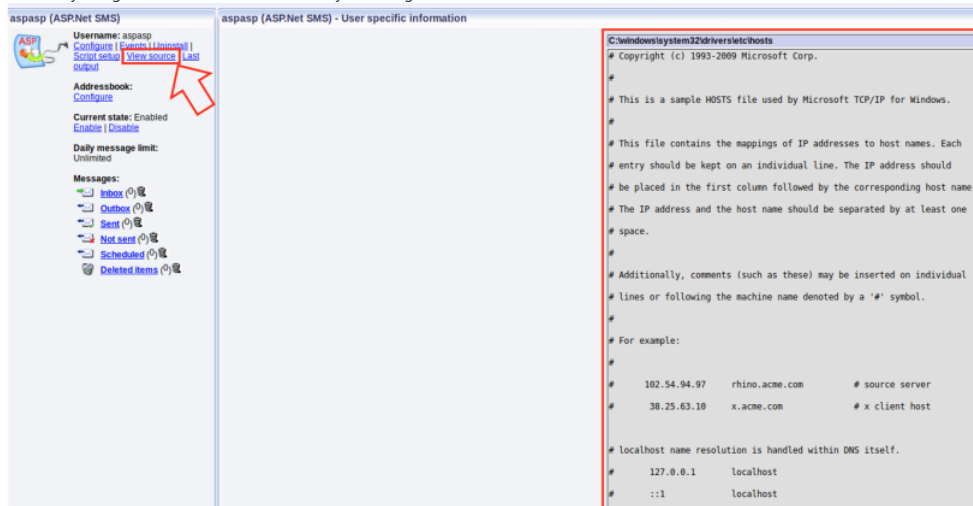 aspasp (ASP.Net SMS)
ASP
Username: aspasp
Configure | Events | Uninstall |
Script setup | View source | Last
output
Addressbook:
Configure
Current state: Enabled
Enable | Disable
Daily message limit:
Unlimited
Messages:
Inbox (0)
Outbox (0)
Sent (0)
Not sent (0)
Scheduled (0)
Deleted items (0)
aspasp (ASP.Net SMS) - User specific information
C:\windows\system32\drivers\etc\hosts
# Copyright (c) 1993-2009 Microsoft Corp.
#
# This is a sample HOSTS file used by Microsoft TCP/IP for Windows.
#
# This file contains the mappings of IP addresses to host names. Each
# entry should be kept on an individual line. The IP address should
# be placed in the first column followed by the corresponding host name
# The IP address and the host name should be separated by at least one
# space.
#
# Additionally, comments (such as these) may be inserted on individual
# lines or following the machine name denoted by a '#' symbol.
#
# For example:
#
# 102.54.94.97 rhino.acme.com # source server
# 38.25.63.10 x.acme.com # x client host
# localhost name resolution is handled within DNS itself.
# 127.0.0.1 localhost
# ::1 localhost